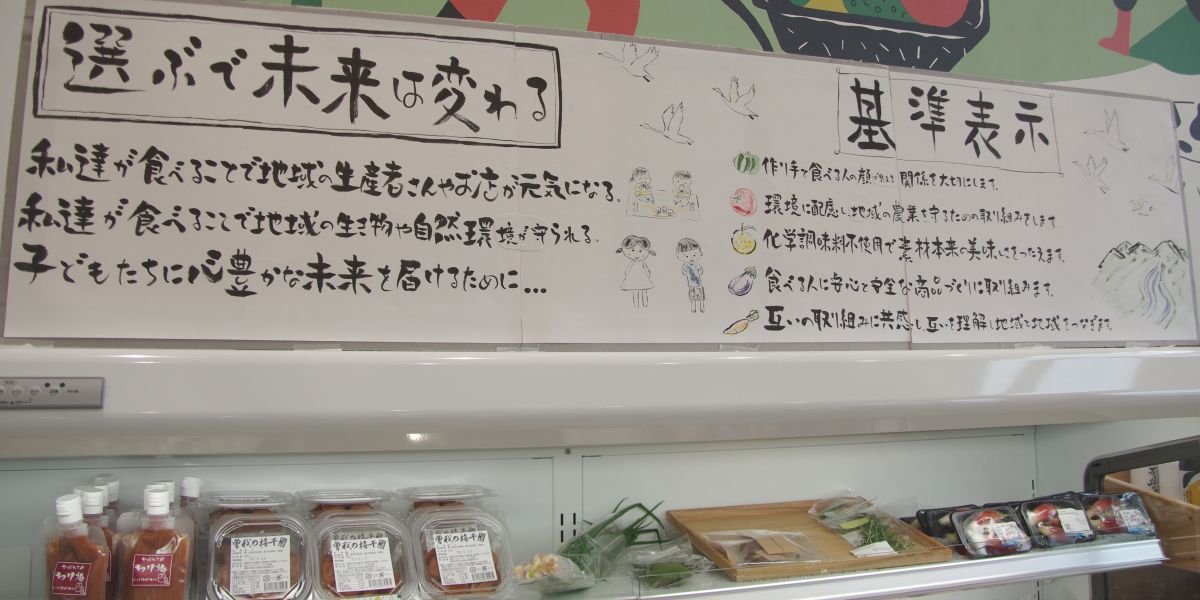 選ぶで未来は変わる
私達が食べることで地域の生産者さんやお店が元気になる。
私達が食べることで地域の生き物や自然環境が守られる。
子どもたちに心豊かな未来を届けるために...
基準表示
作り手で食べる人の顔が見える関係を大切にします。
環境に配慮し地域の農業を守るための取り組みをします。
化学調味料不使用で素材本来の美味しさをつたえます。
食べる人に安心と安全な商品づくりに取り組みます。
互いの取り組みに共感し互いを理解し地域と地域をつなぎます。
曽我の梅干
曽我の梅干
曽我の梅干